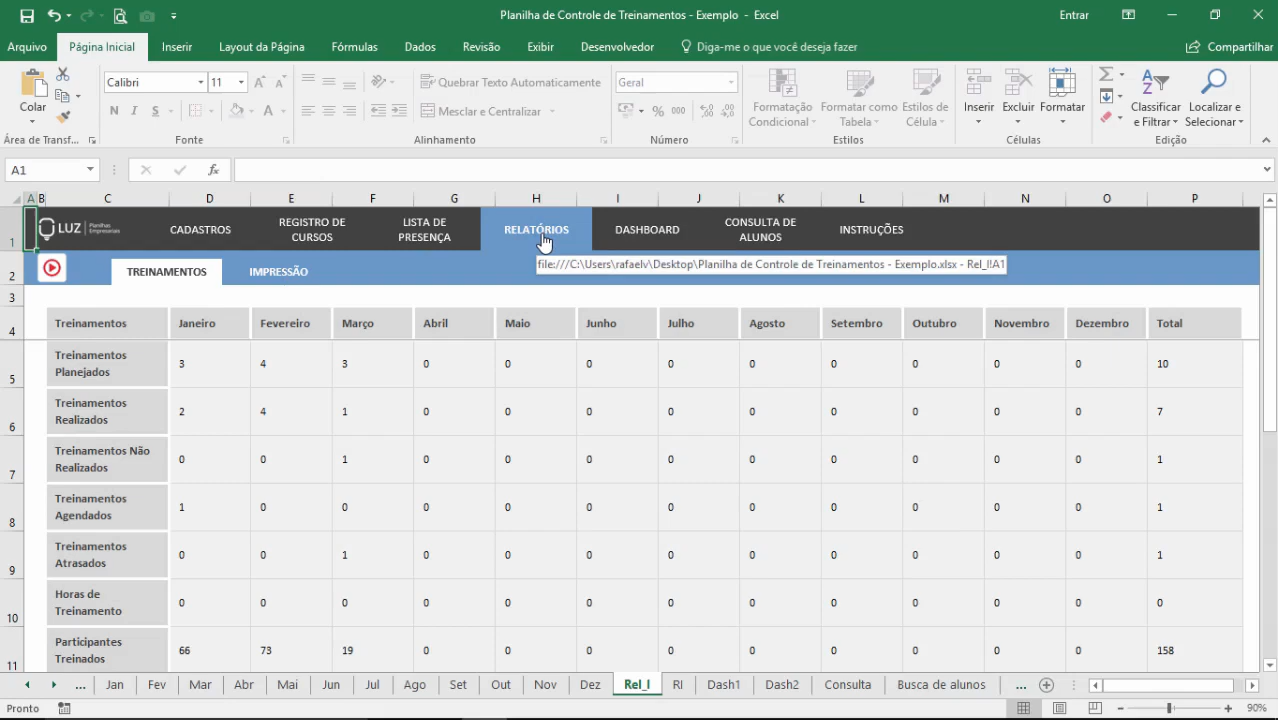 Planilha de Controle de Treinamentos - Exemplo - Excel
Entrar
Arquivo Página Inicial Inserir Layout da Página Fórmulas Dados Revisão Exibir Desenvolvedor Diga-me o que você deseja fazer Compartilhar
Colar
Calibri 11
N I S
Quebrar Texto Automaticamente
Mesclar e Centralizar
Geral
% 000
Formatação Condicional
Formatar como Tabela
Estilos de Célula
Inserir Excluir Formatar
Classificar e Filtrar
Localizar e Selecionar
Área de Transf... Fonte Alinhamento Número Estilos Células Edição
A1 fx
A B C D E F G H I J K L M N O P
1 LUZ Planilhas Empresariais CADASTROS REGISTRO DE CURSOS LISTA DE PRESENÇA RELATÓRIOS DASHBOARD CONSULTA DE ALUNOS INSTRUÇÕES
file:///C:\Users\rafaelv\Desktop\Planilha de Controle de Treinamentos - Exemplo.xlsx - Rel_I!A1
2 TREINAMENTOS IMPRESSÃO
3
4 Treinamentos Janeiro Fevereiro Março Abril Maio Junho Julho Agosto Setembro Outubro Novembro Dezembro Total
5 Treinamentos Planejados 3 4 3 0 0 0 0 0 0 0 0 0 10
6 Treinamentos Realizados 2 4 1 0 0 0 0 0 0 0 0 0 7
7 Treinamentos Não Realizados 0 0 1 0 0 0 0 0 0 0 0 0 1
8 Treinamentos Agendados 1 0 0 0 0 0 0 0 0 0 0 0 1
9 Treinamentos Atrasados 0 0 1 0 0 0 0 0 0 0 0 0 1
10 Horas de Treinamento 0 0 0 0 0 0 0 0 0 0 0 0 0
11 Participantes Treinados 66 73 19 0 0 0 0 0 0 0 0 0 158
... Jan Fev Mar Abr Mai Jun Jul Ago Set Out Nov Dez Rel_I RI Dash1 Dash2 Consulta Busca de alunos ...
Pronto 90%